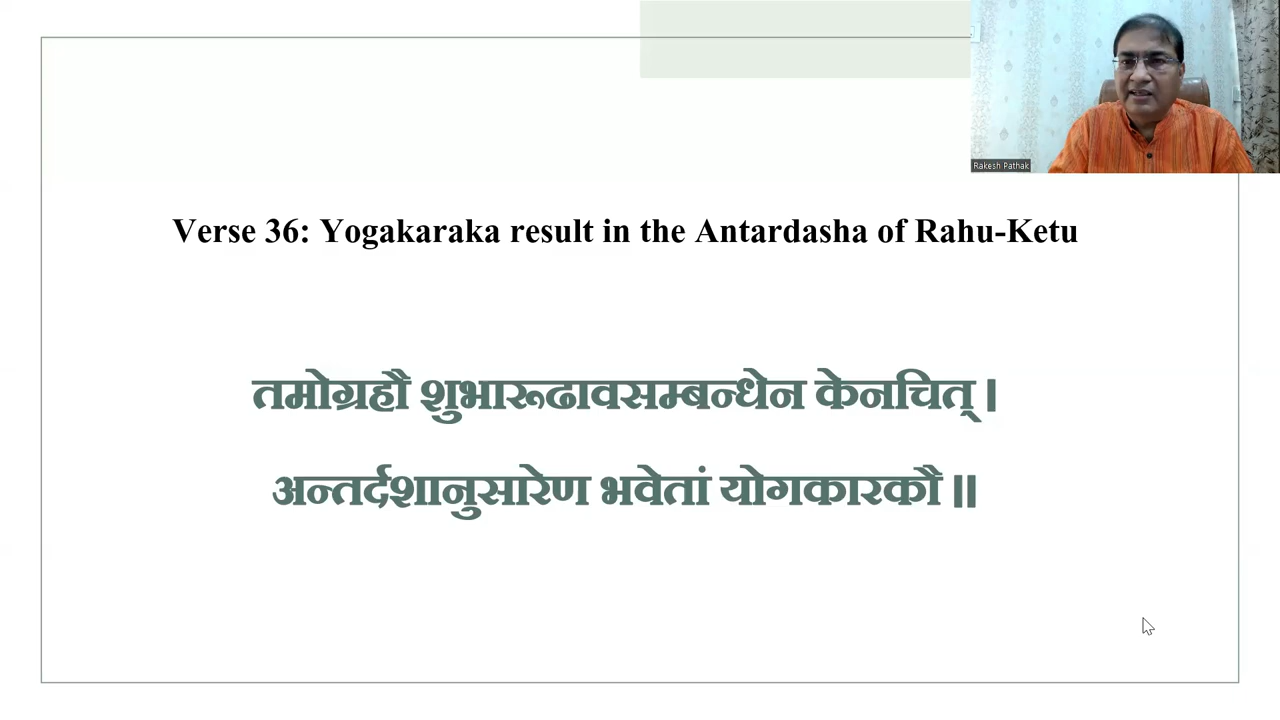 Rakesh Pathak
Verse 36: Yogakaraka result in the Antardasha of Rahu-Ketu
तमोग्रहौ शुभारूढावसम्बन्धेन केनचित् ।
अन्तर्दशानुसारेण भवेतां योगकारकौ ॥